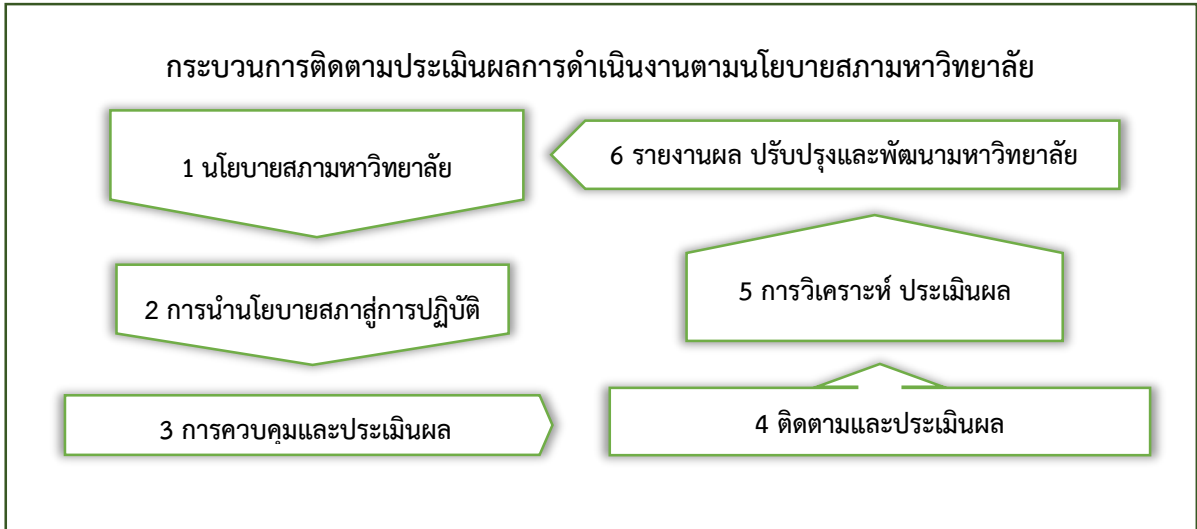 กระบวนการติดตามประเมินผลการดำเนินงานตามนโยบายสภามหาวิทยาลัย
1 นโยบายสภามหาวิทยาลัย
2 การนำนโยบายสภาสู่การปฏิบัติ
3 การควบคุมและประเมินผล
4 ติดตามและประเมินผล
5 การวิเคราะห์ ประเมินผล
6 รายงานผล ปรับปรุงและพัฒนามหาวิทยาลัย